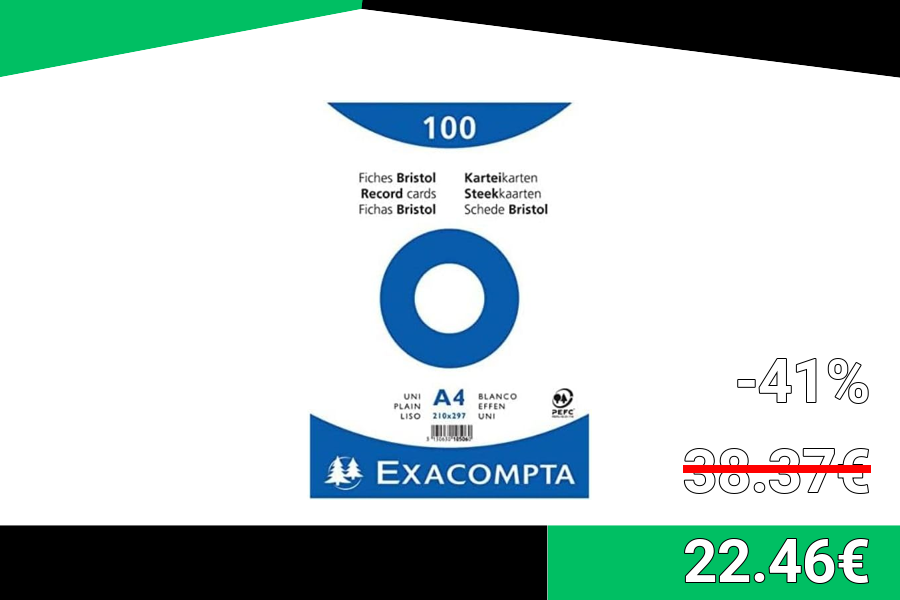 100
Fiches Bristol
Record cards
Fichas Bristol
Karteikarten
Steekkaarten
Schede Bristol
UNI
PLAIN
LISO
A4
210x297
BLANCO
EFFEN
UNI
PEFC
EXACOMPTA
-41%
38.37€
22.46€